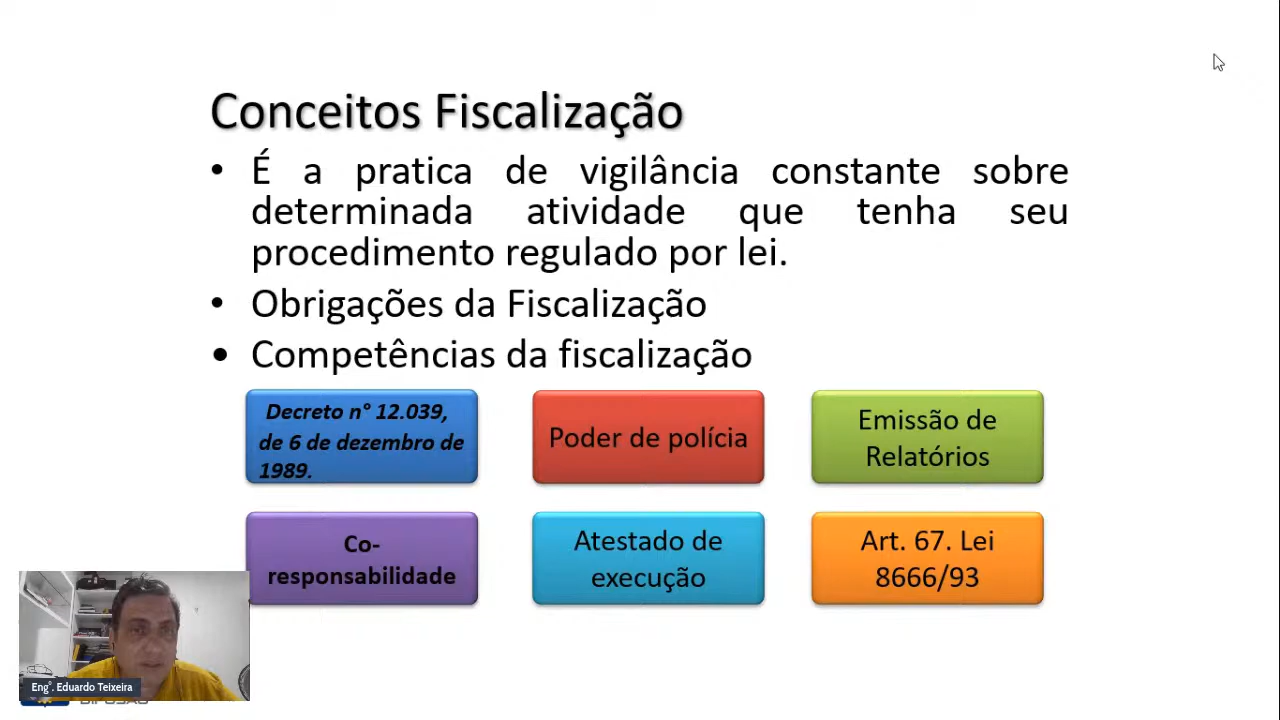 Conceitos Fiscalização
• É a pratica de vigilância constante sobre
determinada atividade que tenha seu
procedimento regulado por lei.
• Obrigações da Fiscalização
• Competências da fiscalização
Decreto n° 12.039,
de 6 de dezembro de
1989.
Poder de polícia
Emissão de
Relatórios
Co-
responsabilidade
Atestado de
execução
Art. 67. Lei
8666/93
Eng°. Eduardo Teixeira